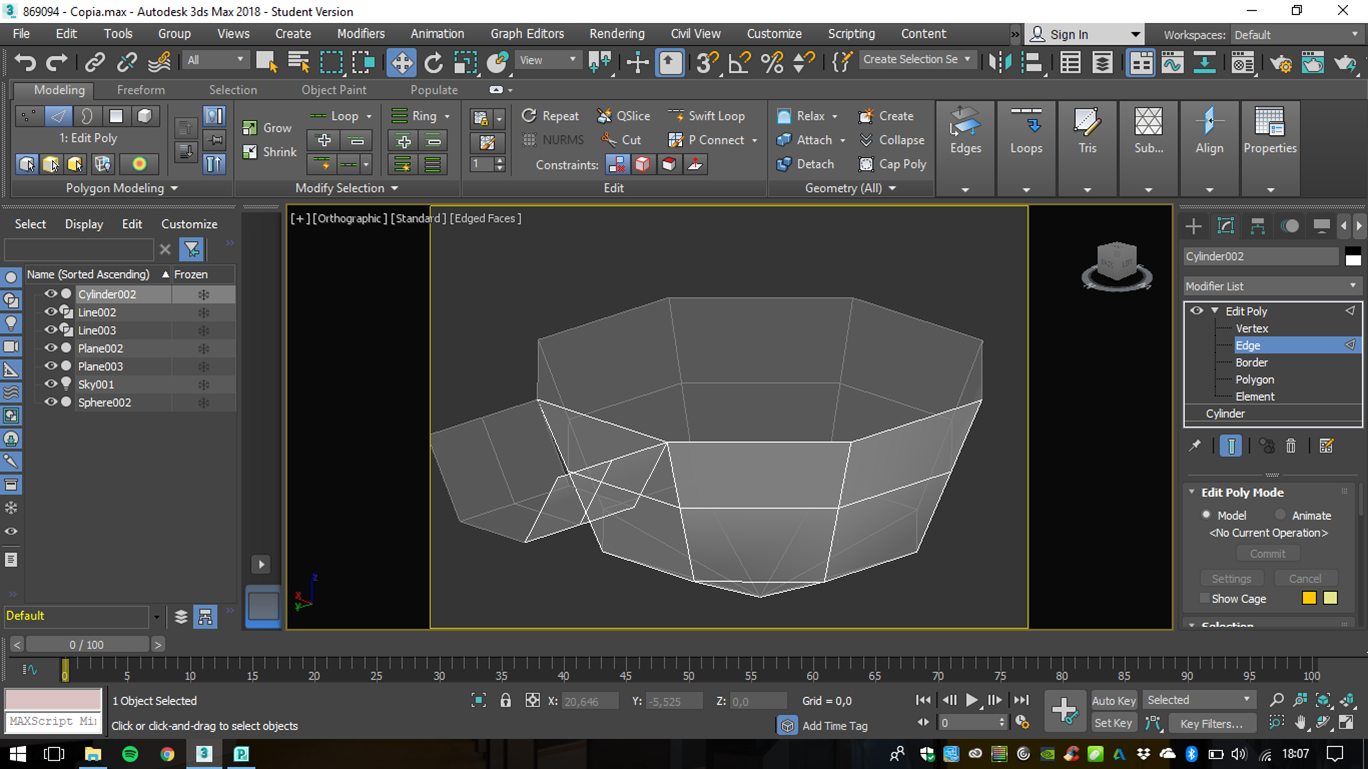 869094 - Copia.max - Autodesk 3ds Max 2018 - Student Version
File Edit Tools Group Views Create Modifiers Animation Graph Editors Rendering Civil View Customize Scripting Content » Sign In Workspaces: Default
All View 3 Create Selection Se
Modeling Freeform Selection Object Paint Populate
1: Edit Poly
Grow
Shrink
Loop
Ring
Repeat QSlice Swift Loop
NURMS Cut P Connect
1 Constraints:
Relax Create
Attach Collapse
Detach Cap Poly
Edges Loops Tris Sub... Align Properties
Polygon Modeling Modify Selection Edit Geometry (All)
Select Display Edit Customize
Name (Sorted Ascending) Frozen
Cylinder002
Line002
Line003
Plane002
Plane003
Sky001
Sphere002
Default
[+] [Orthographic ] [Standard ] [Edged Faces ]
z
x
y
Cylinder002
Modifier List
Edit Poly
Vertex
Edge
Border
Polygon
Element
Cylinder
Edit Poly Mode
Model Animate
<No Current Operation>
Commit
Settings Cancel
Show Cage
Selection
< 0 / 100 >
0 5 10 15 20 25 30 35 40 45 50 55 60 65 70 75 80 85 90 95 100
MAXScript Mi
1 Object Selected
Click or click-and-drag to select objects
X: 20,646 Y: -5,525 Z: 0,0 Grid = 0,0
Add Time Tag
0
Auto Key Selected
Set Key Key Filters...
18:07